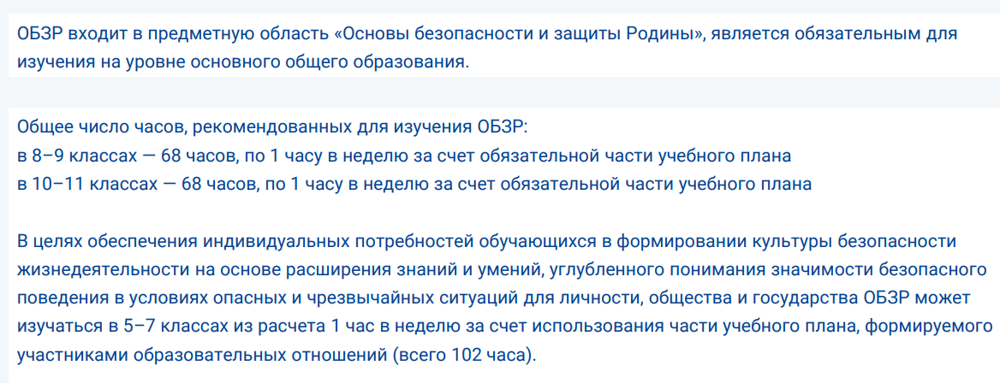 ОБЗР входит в предметную область «Основы безопасности и защиты Родины», является обязательным для
изучения на уровне основного общего образования.
Общее число часов, рекомендованных для изучения ОБЗР:
в 8–9 классах — 68 часов, по 1 часу в неделю за счет обязательной части учебного плана
в 10–11 классах — 68 часов, по 1 часу в неделю за счет обязательной части учебного плана
В целях обеспечения индивидуальных потребностей обучающихся в формировании культуры безопасности
жизнедеятельности на основе расширения знаний и умений, углубленного понимания значимости безопасного
поведения в условиях опасных и чрезвычайных ситуаций для личности, общества и государства ОБЗР может
изучаться в 5–7 классах из расчета 1 час в неделю за счет использования части учебного плана, формируемого
участниками образовательных отношений (всего 102 часа).